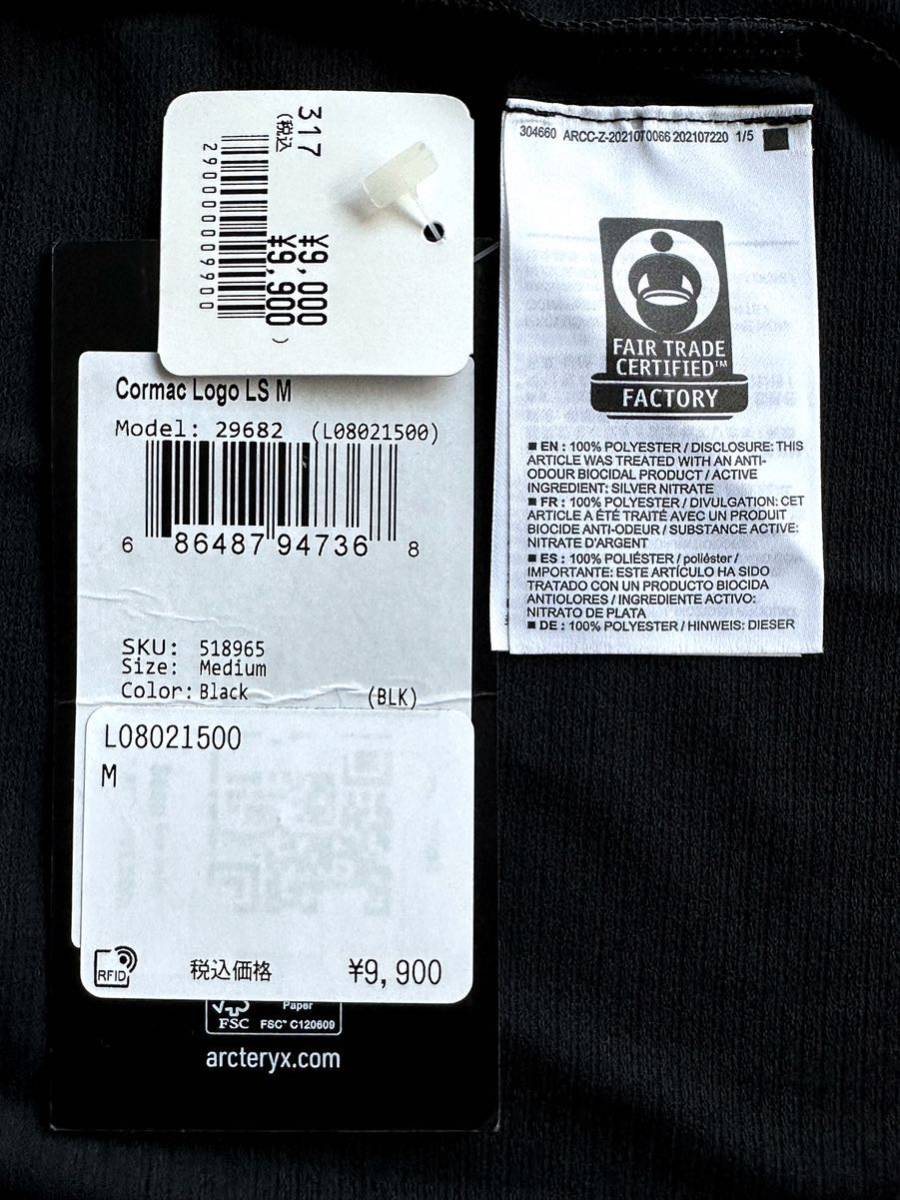 317
(税込
¥9,000
¥9,900
)
2900000009900
Cormac Logo LS M
Model: 29682 (L08021500)
6 86487 94736 8
SKU: 518965
Size: Medium
Color: Black (BLK)
L08021500
M
RFID
税込価格 ¥9,900
Paper
FSC FSC™ C120609
arcteryx.com
304660 ARCC-Z-2021070066 202107220 1/5
FAIR TRADE
CERTIFIED™
FACTORY
■ EN : 100% POLYESTER / DISCLOSURE: THIS
ARTICLE WAS TREATED WITH AN ANTI-
ODOUR BIOCIDAL PRODUCT / ACTIVE
INGREDIENT: SILVER NITRATE
■ FR : 100% POLYESTER / DIVULGATION: CET
ARTICLE A ÉTÉ TRAITÉ AVEC UN PRODUIT
BIOCIDE ANTI-ODEUR / SUBSTANCE ACTIVE:
NITRATE D'ARGENT
■ ES : 100% POLIÉSTER / poliéster /
IMPORTANTE: ESTE ARTÍCULO HA SIDO
TRATADO CON UN PRODUCTO BIOCIDA
ANTIOLORES / INGREDIENTE ACTIVO:
NITRATO DE PLATA
■ DE : 100% POLYESTER / HINWEIS: DIESER